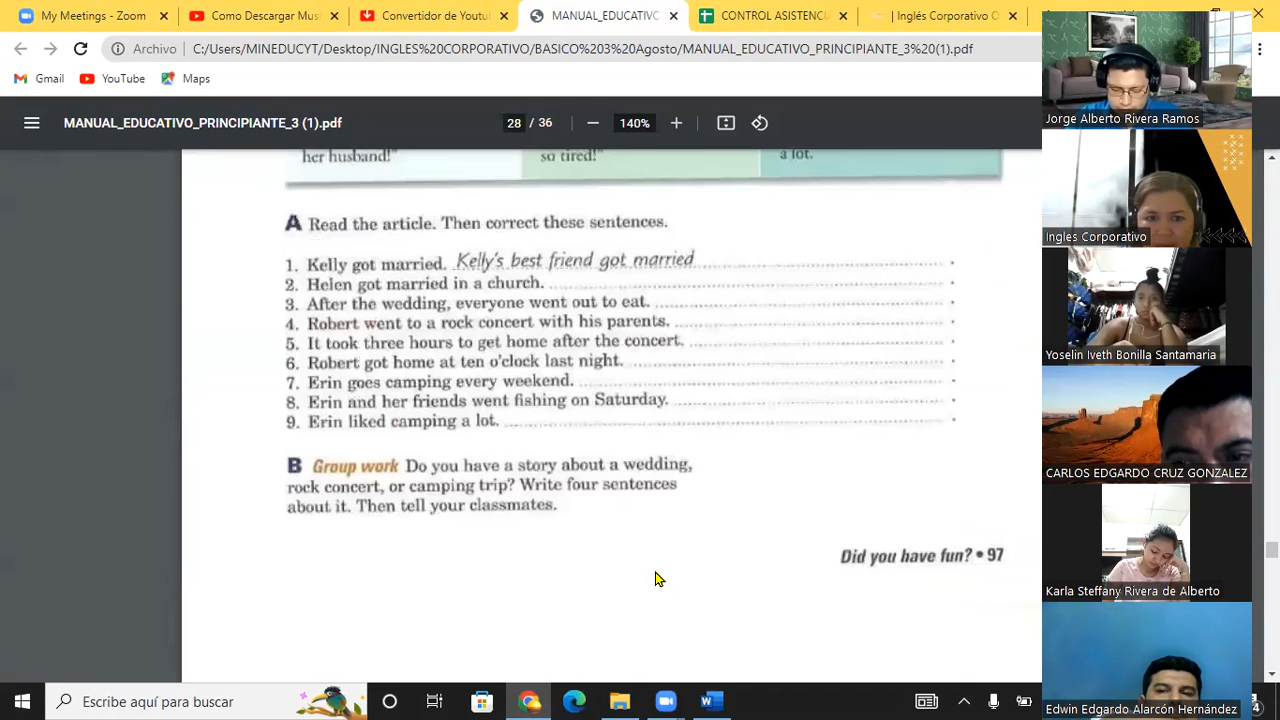 My Meetings - Zoom
Como Descargar Mus
Convertidor de Youtu
MANUAL_EDUCATIVO
CONTROL ASISTENCIA
Inglés Corporativo O
Archivo
C:/Users/MINEDUCYT/Desktop/INGLES%20CORPORATIVO/BASICO%203%20Agosto/MANUAL_EDUCATIVO_PRINCIPIANTE_3%20(1).pdf
Gmail
YouTube
Maps
MANUAL_EDUCATIVO_PRINCIPIANTE_3 (1).pdf
28 / 36
140%
her husband!"
so tired!"
a lot.
A Read the article. Then correct these sentences.
1. Kelly got married. Kelly's best friend got married
2. Helen got married in a church.
3. After the wedding, everyone went out to eat.
4. Robert went to a rock concert with his parents.
5. It took three hours to get home after the concert.
6. Robert got home at ten o'clock last night.
7. Erin goes camping every weekend.
8. Erin and her friends went fishing on Saturday.
9. Erin liked camping a lot.
B Group work Do you have a story about a wedding,
rock concert, or camping trip? Write four sentences
about it. Then tell your classmates.
Did you have fun? • 97
Jorge Alberto Rivera Ramos
Ingles Corporativo
Yoselin Iveth Bonilla Santamaria
CARLOS EDGARDO CRUZ GONZALEZ
Karla Steffany Rivera de Alberto
Edwin Edgardo Alarcón Hernández
Escribe aquí para buscar